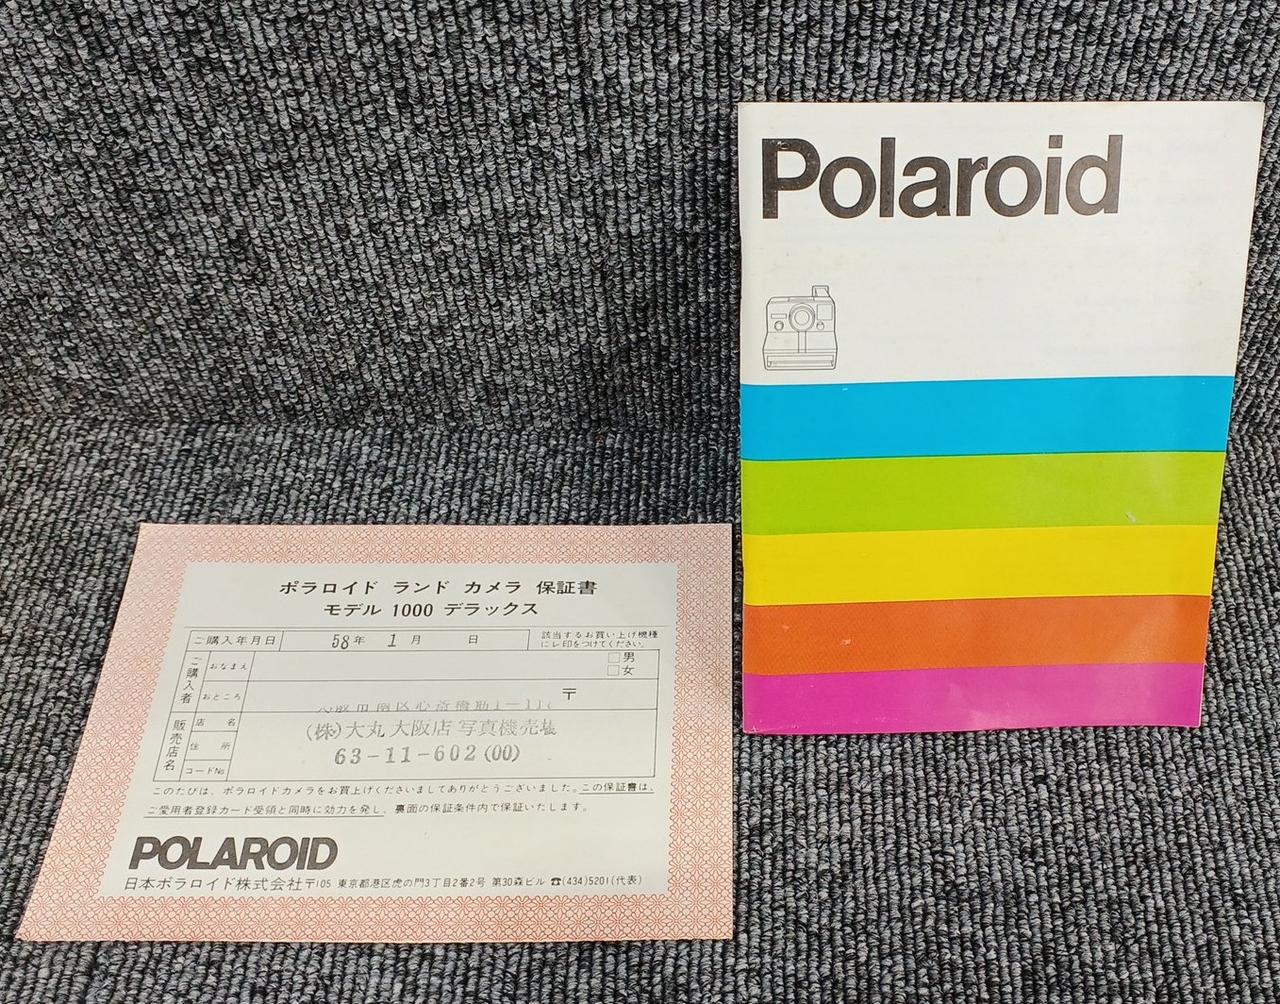 Polaroid
ポラロイド ランド カメラ 保証書
モデル 1000 デラックス
ご購入年月日 58年 1月 日 該当するお買い上げ機種
にレ印をつけてください。
ご購入者 おなまえ □男
□女
おところ 〒
販売店名 店名 (株)大丸 大阪店 写真機売場
住所 63-11-602(00)
コードNo
このたびは、ポラロイドカメラをお買上げくださいましてありがとうございました。この保証書は、
ご愛用者登録カード受領と同時に効力を発し、裏面の保証条件内で保証いたします。
POLAROID
日本ポラロイド株式会社 〒105 東京都港区虎の門3丁目2番2号 第30森ビル ☎(434)5201(代表)